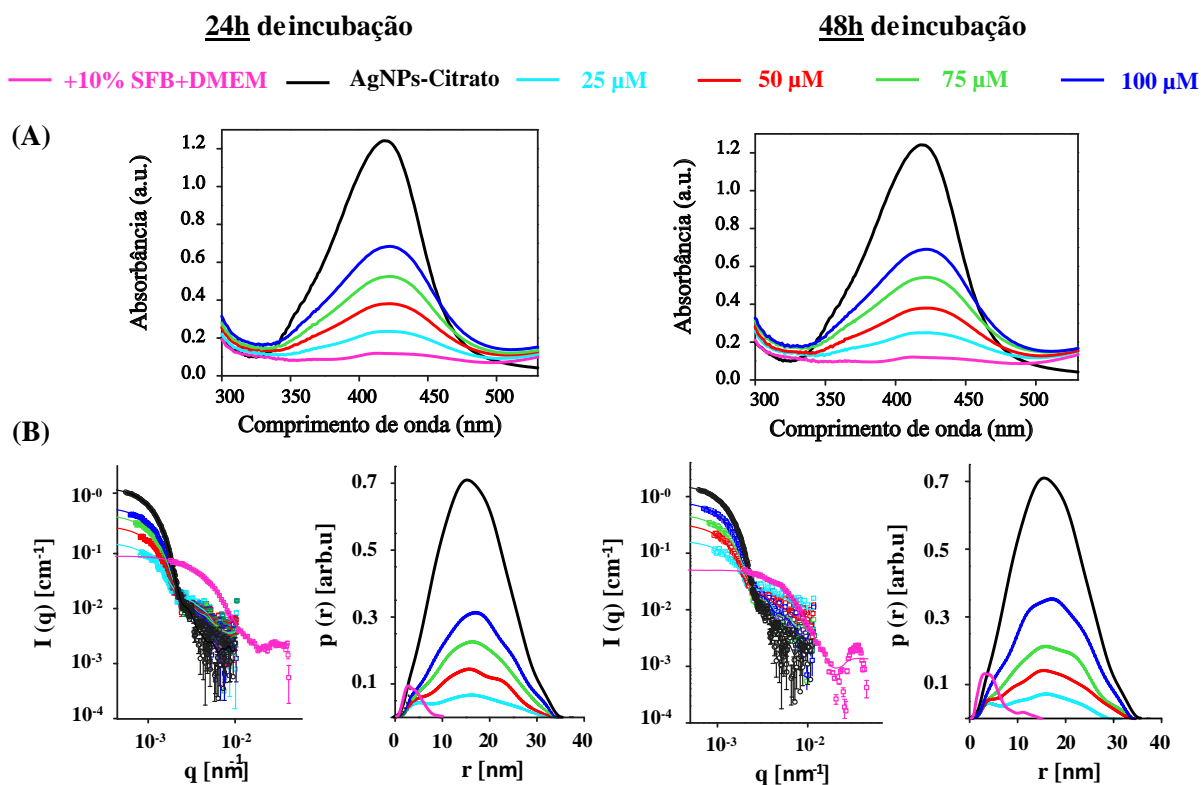 24h deincubação
48h deincubação
+10% SFB+DMEM
AgNPs-Citrato
25 µM
50 µM
75 µM
100 µM
(A)
Absorbância (a.u.)
1.2
1.0
0.8
0.6
0.4
0.2
0.0
300 350 400 450 500
Comprimento de onda (nm)
Absorbância (a.u.)
1.2
1.0
0.8
0.6
0.4
0.2
0.0
300 350 400 450 500
Comprimento de onda (nm)
(B)
I (q) [cm⁻¹]
10⁻⁰
10⁻¹
10⁻²
10⁻³
10⁻⁴
10⁻³ 10⁻²
q [nm⁻¹]
p (r) [arb.u]
0.7
0.5
0.3
0.1
0 10 20 30 40
r [nm]
I (q) [cm⁻¹]
10⁻⁰
10⁻¹
10⁻²
10⁻³
10⁻⁴
10⁻³ 10⁻²
q [nm⁻¹]
p (r) [arb.u]
0.7
0.5
0.3
0.1
0 10 20 30 40
r [nm]